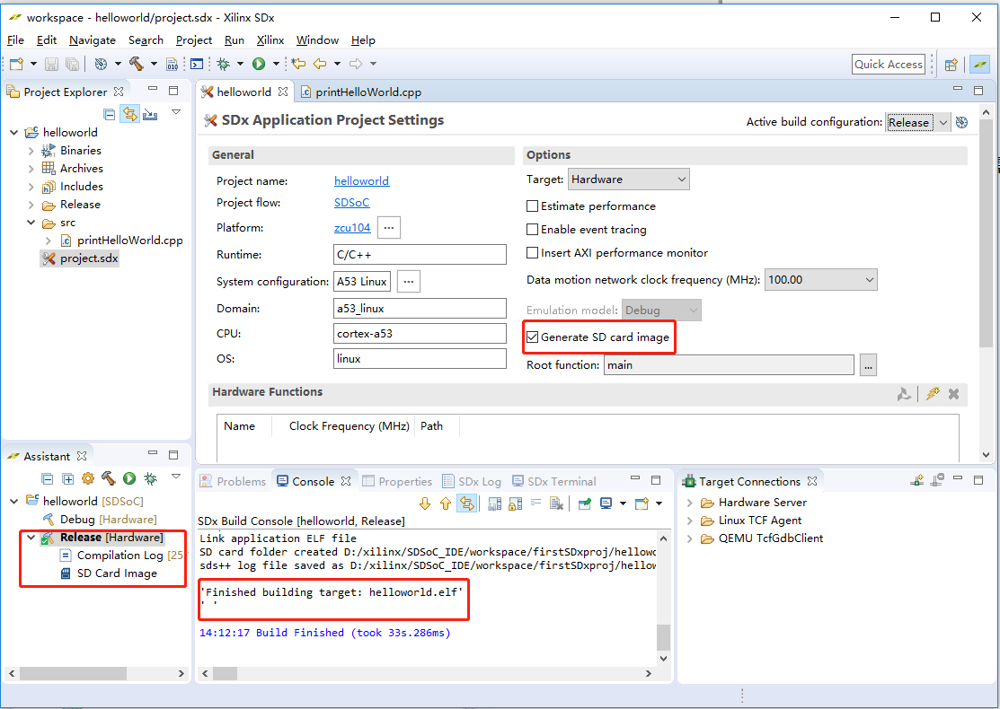 workspace - helloworld/project.sdx - Xilinx SDx
File Edit Navigate Search Project Run Xilinx Window Help
010
Quick Access
Project Explorer
helloworld
Binaries
Archives
Includes
Release
src
printHelloWorld.cpp
project.sdx
helloworld
printHelloWorld.cpp
SDx Application Project Settings
Active build configuration: Release
General
Project name: helloworld
Project flow: SDSoC
Platform: zcu104 ...
Runtime: C/C++
System configuration: A53 Linux ...
Domain: a53_linux
CPU: cortex-a53
OS: linux
Options
Target: Hardware
Estimate performance
Enable event tracing
Insert AXI performance monitor
Data motion network clock frequency (MHz): 100.00
Emulation model: Debug
Generate SD card image
Root function: main ...
Hardware Functions
Name Clock Frequency (MHz) Path
Assistant
helloworld [SDSoC]
Debug [Hardware]
Release [Hardware]
Compilation Log [25
SD Card Image
Problems Console Properties SDx Log SDx Terminal
SDx Build Console [helloworld, Release]
Link application ELF file
SD card folder created D:/xilinx/SDSoC_IDE/workspace/firstSDxproj/hellowo
sds++ log file saved as D:/xilinx/SDSoC_IDE/workspace/firstSDxproj/hellow
'Finished building target: helloworld.elf'
' '
14:12:17 Build Finished (took 33s.286ms)
Target Connections
Hardware Server
Linux TCF Agent
QEMU TcfGdbClient